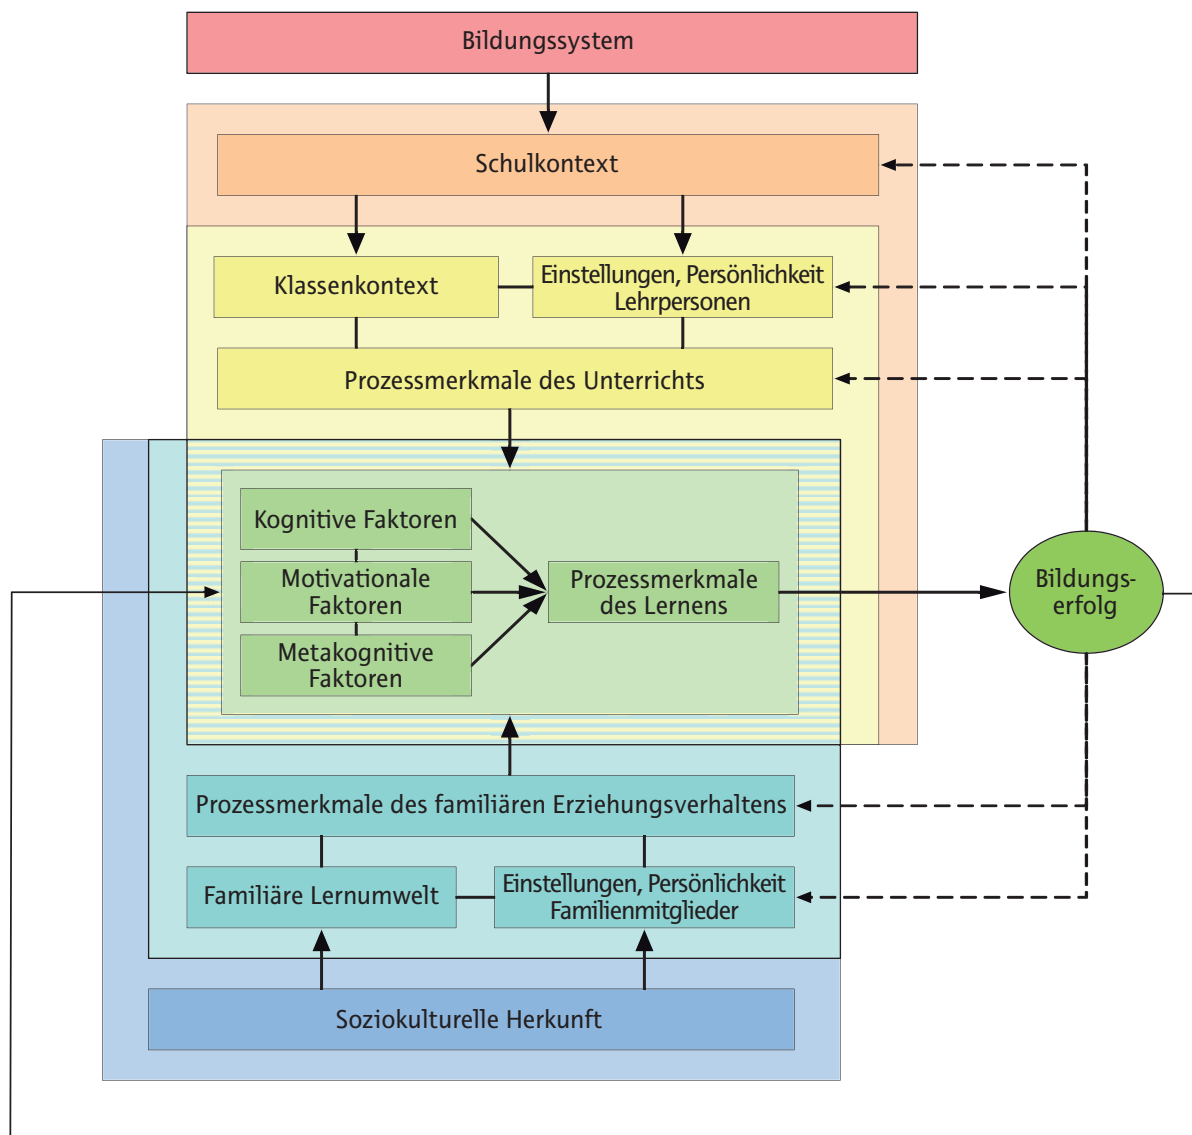 Bildungssystem
Schulkontext
Klassenkontext
Einstellungen, Persönlichkeit
Lehrpersonen
Prozessmerkmale des Unterrichts
Kognitive Faktoren
Motivationale
Faktoren
Metakognitive
Faktoren
Prozessmerkmale
des Lernens
Bildungs-
erfolg
Prozessmerkmale des familiären Erziehungsverhaltens
Familiäre Lernumwelt
Einstellungen, Persönlichkeit
Familienmitglieder
Soziokulturelle Herkunft